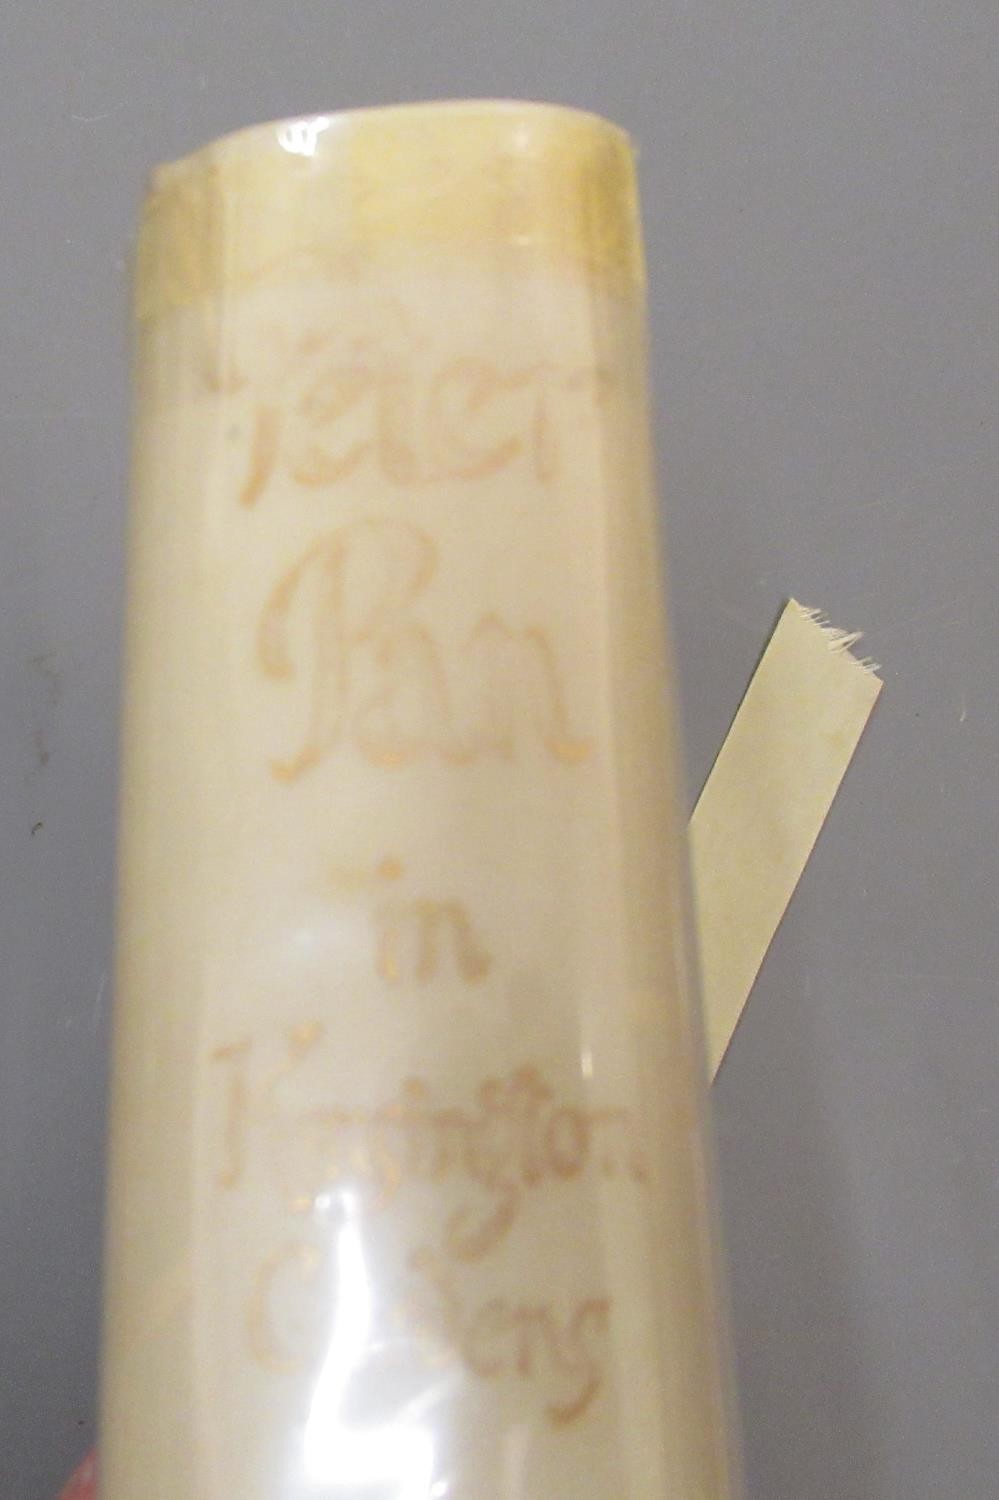 Peter
Pan
in
Kensington
Gardens